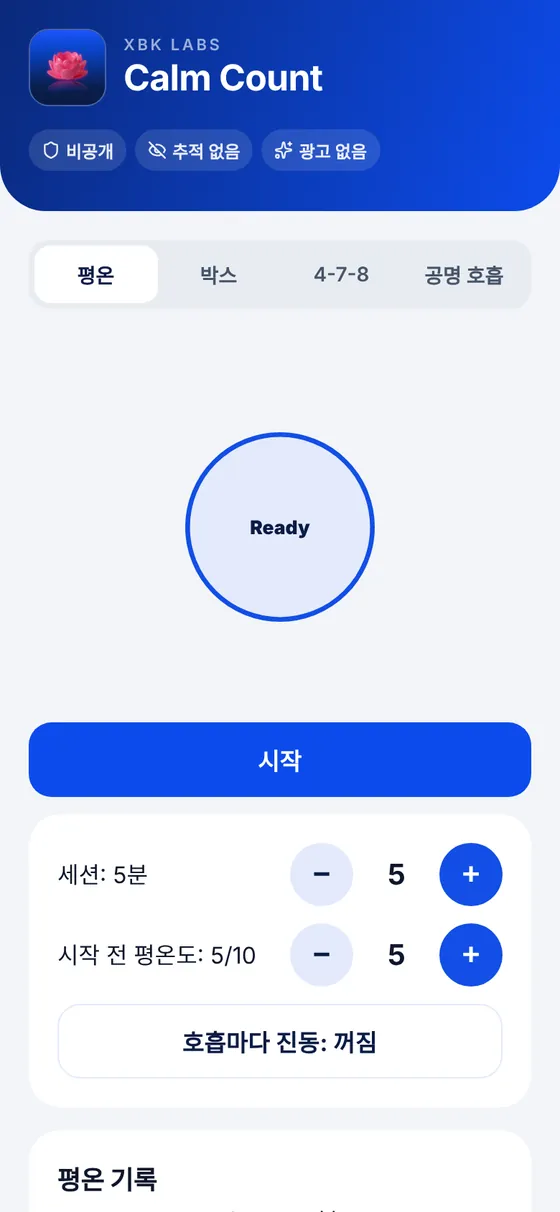 XBK LABS
Calm Count
비공개
추적 없음
광고 없음
평온
박스
4-7-8
공명 호흡
Ready
시작
세션: 5분
− 5 +
시작 전 평온도: 5/10
− 5 +
호흡마다 진동: 꺼짐
평온 기록